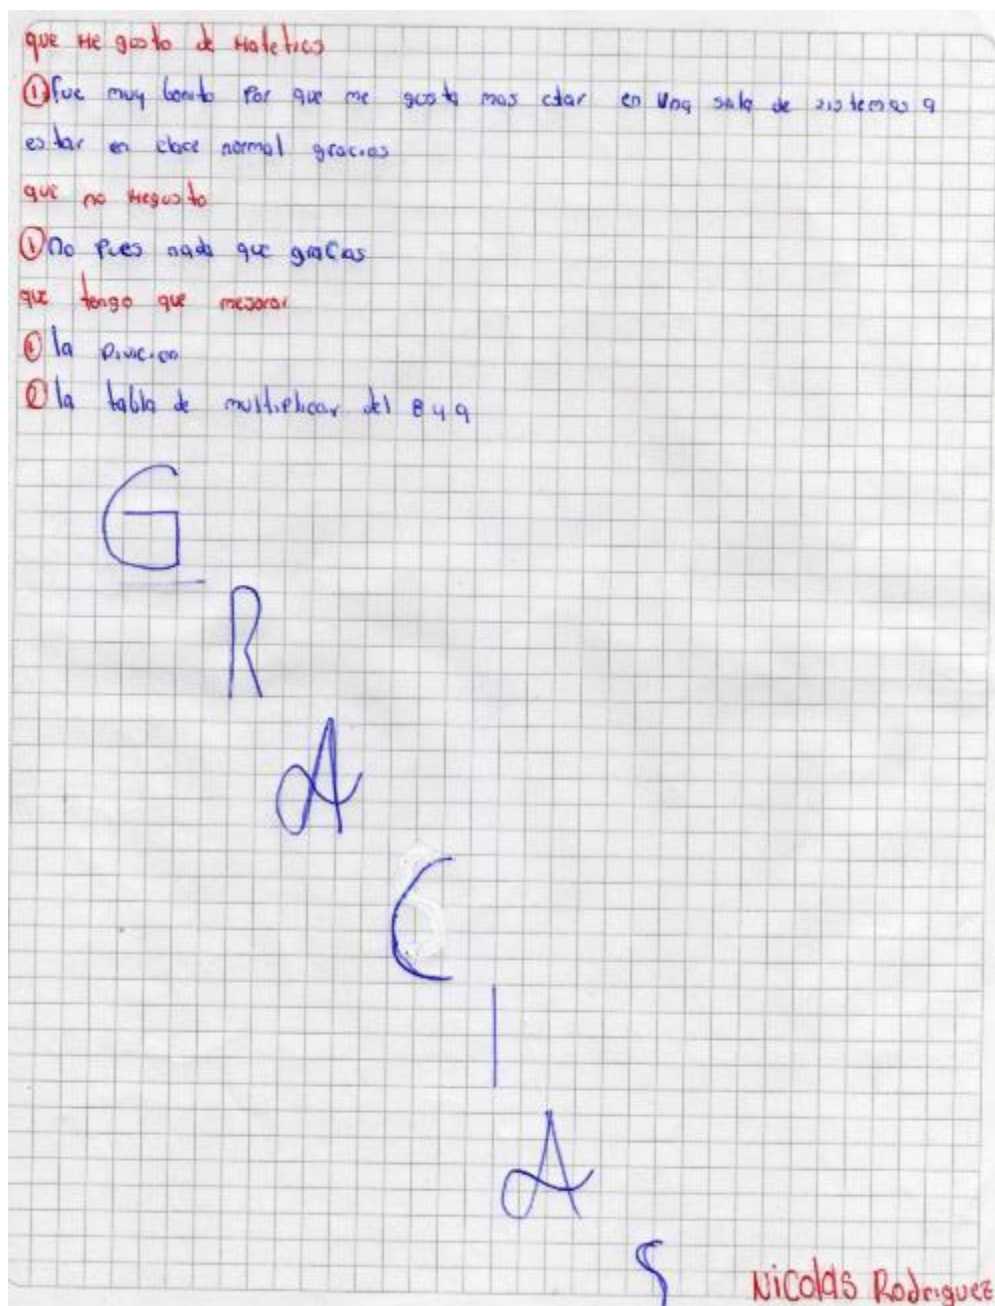 que Me gusto de Matetics
① fue muy bonito Por que me gusta mas estar en una sala de sistemas a
estar en clace normal gracias
que no Megusto
① no Pues nada que gracias
que tengo que mejorar
① la Divicion
② la tabla de multiplicar del 8 y 9
G
R
A
C
I
A
S
Nicolas Rodriguez